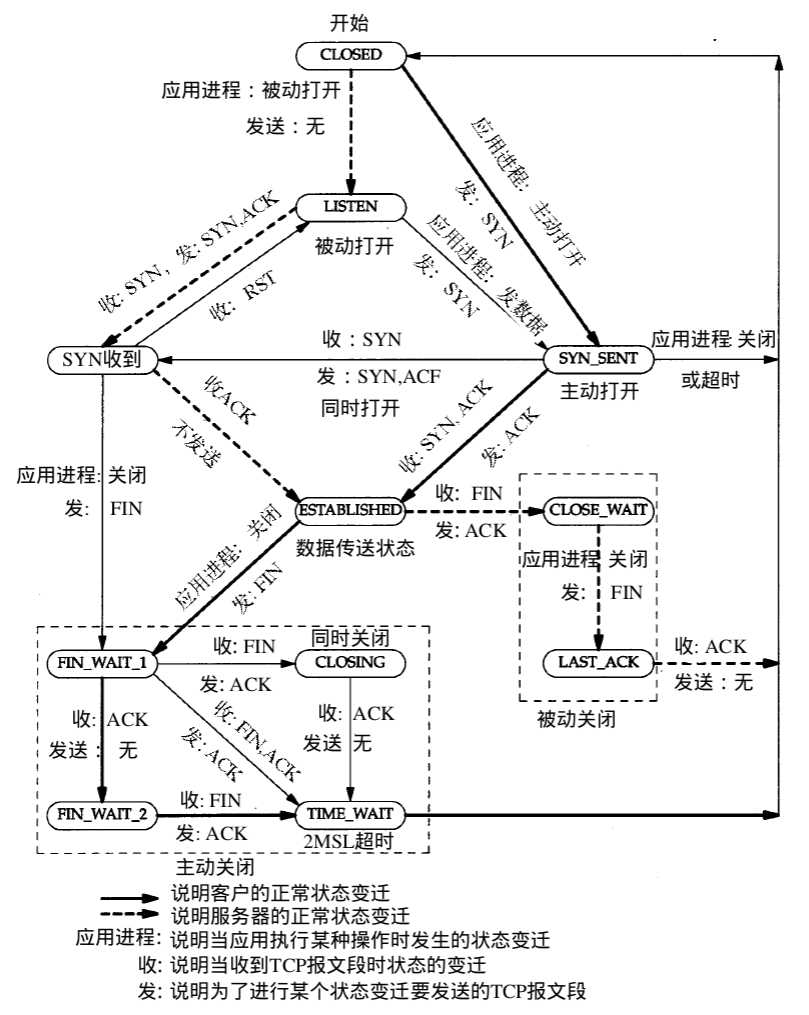 开始
CLOSED
应用进程：被动打开
发送：无
应用进程：主动打开
发：SYN
LISTEN
被动打开
收: SYN，发: SYN,ACK
收: RST
应用进程：发数据
发：SYN
SYN收到
收：SYN
发：SYN,ACF
同时打开
SYN_SENT
主动打开
应用进程: 关闭
或超时
收ACK
不发送
收: SYN, ACK
发: ACK
应用进程: 关闭
发: FIN
ESTABLISHED
数据传送状态
收: FIN
发: ACK
CLOSE_WAIT
应用进程 关闭
发: FIN
应用进程：关闭
发: FIN
LAST_ACK
收: ACK
发送：无
被动关闭
同时关闭
FIN_WAIT_1
收: FIN
发: ACK
CLOSING
收: ACK
发送： 无
收: FIN,ACK
发: ACK
收: ACK
发送 无
FIN_WAIT_2
收: FIN
发: ACK
TIME_WAIT
2MSL超时
主动关闭
说明客户的正常状态变迁
说明服务器的正常状态变迁
应用进程: 说明当应用执行某种操作时发生的状态变迁
收: 说明当收到TCP报文段时状态的变迁
发: 说明为了进行某个状态变迁要发送的TCP报文段